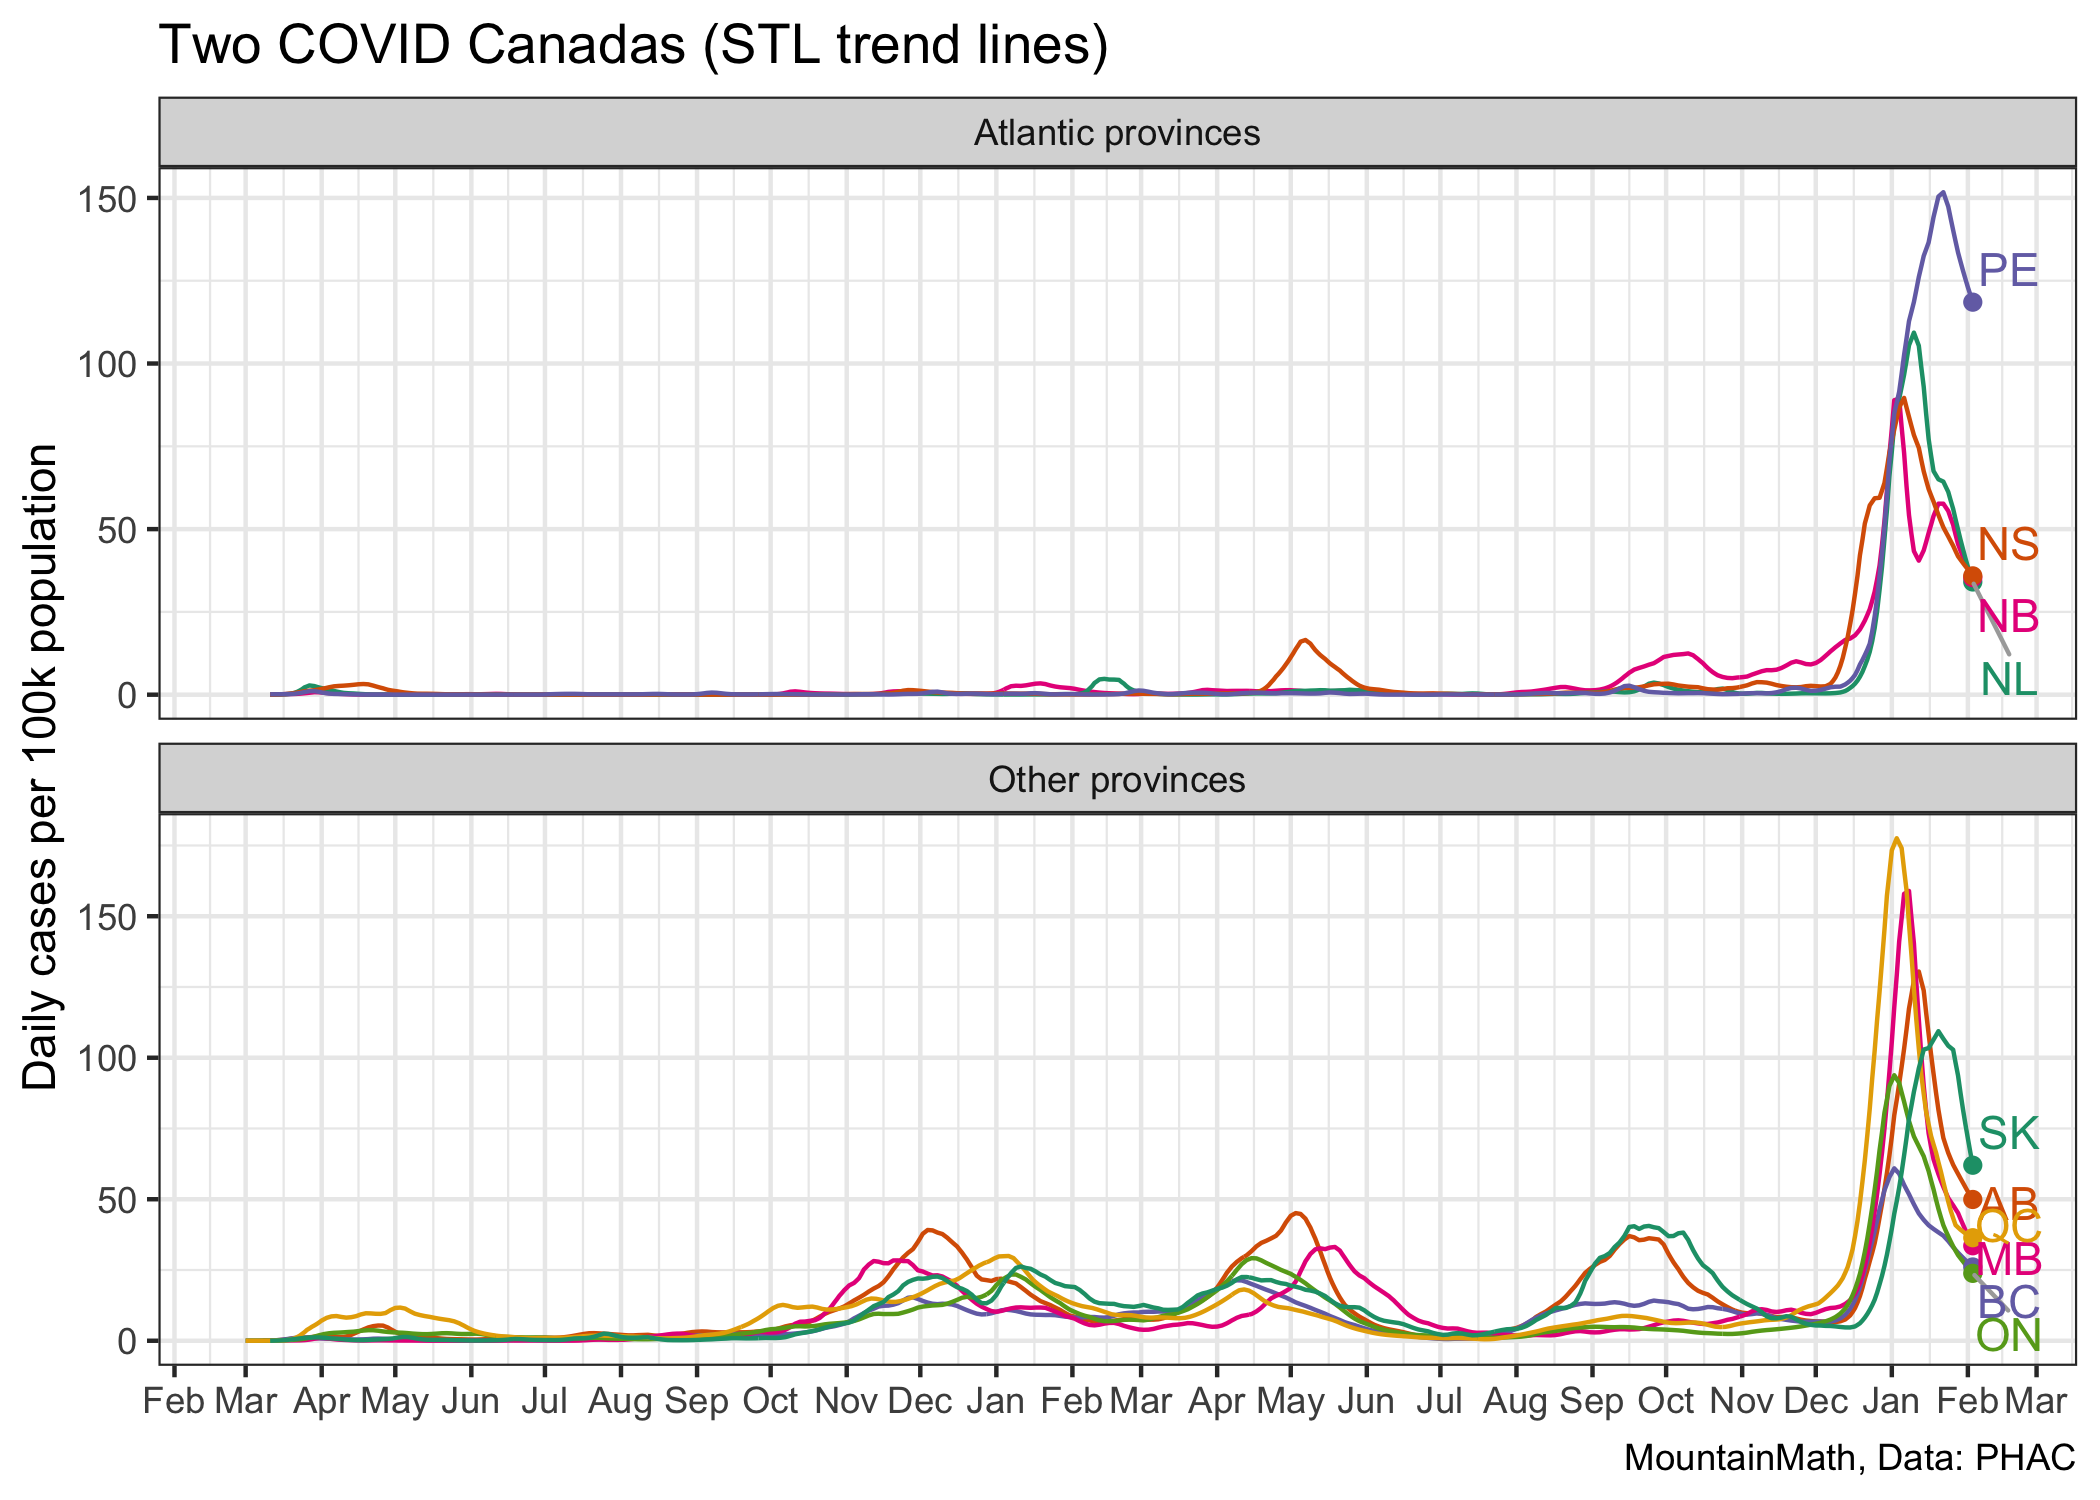 Two COVID Canadas (STL trend lines)
Atlantic provinces
Daily cases per 100k population
150
100
50
0
PE
NS
NB
NL
Other provinces
150
100
50
0
SK
AB
QC
MB
BC
ON
Feb Mar Apr May Jun Jul Aug Sep Oct Nov Dec Jan Feb Mar Apr May Jun Jul Aug Sep Oct Nov Dec Jan Feb Mar
MountainMath, Data: PHAC